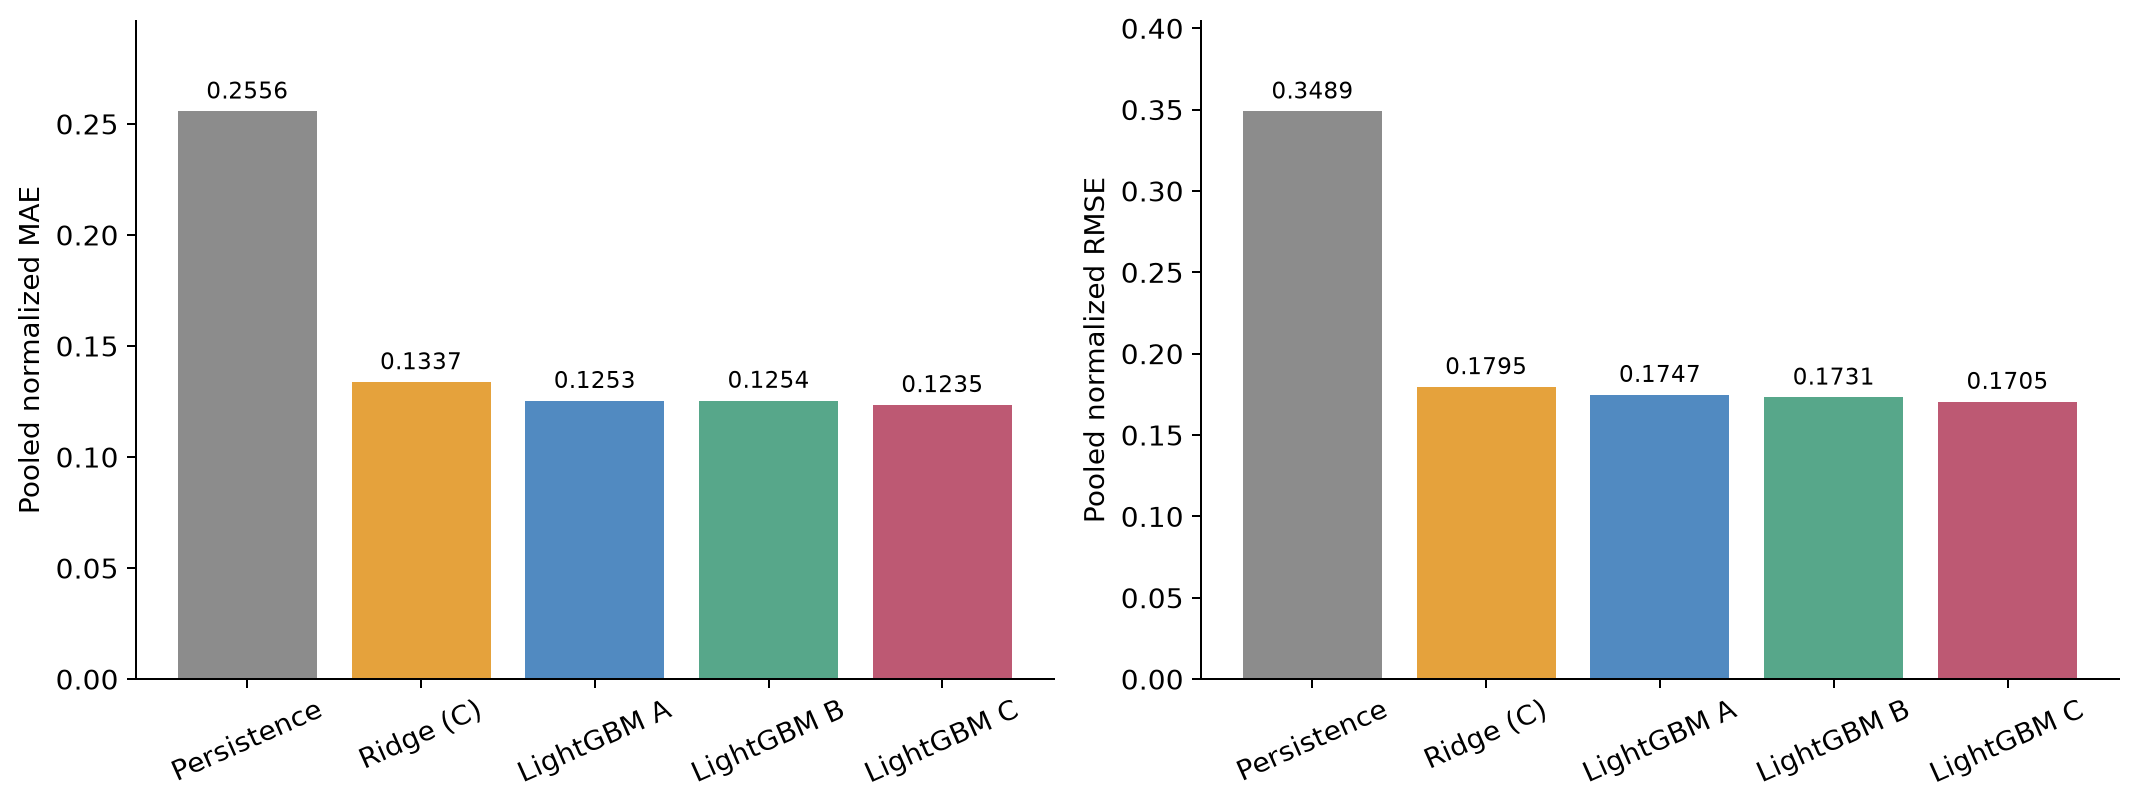 Pooled normalized MAE
0.25
0.20
0.15
0.10
0.05
0.00
0.2556
0.1337
0.1253
0.1254
0.1235
Persistence
Ridge (C)
LightGBM A
LightGBM B
LightGBM C
Pooled normalized RMSE
0.40
0.35
0.30
0.25
0.20
0.15
0.10
0.05
0.00
0.3489
0.1795
0.1747
0.1731
0.1705
Persistence
Ridge (C)
LightGBM A
LightGBM B
LightGBM C